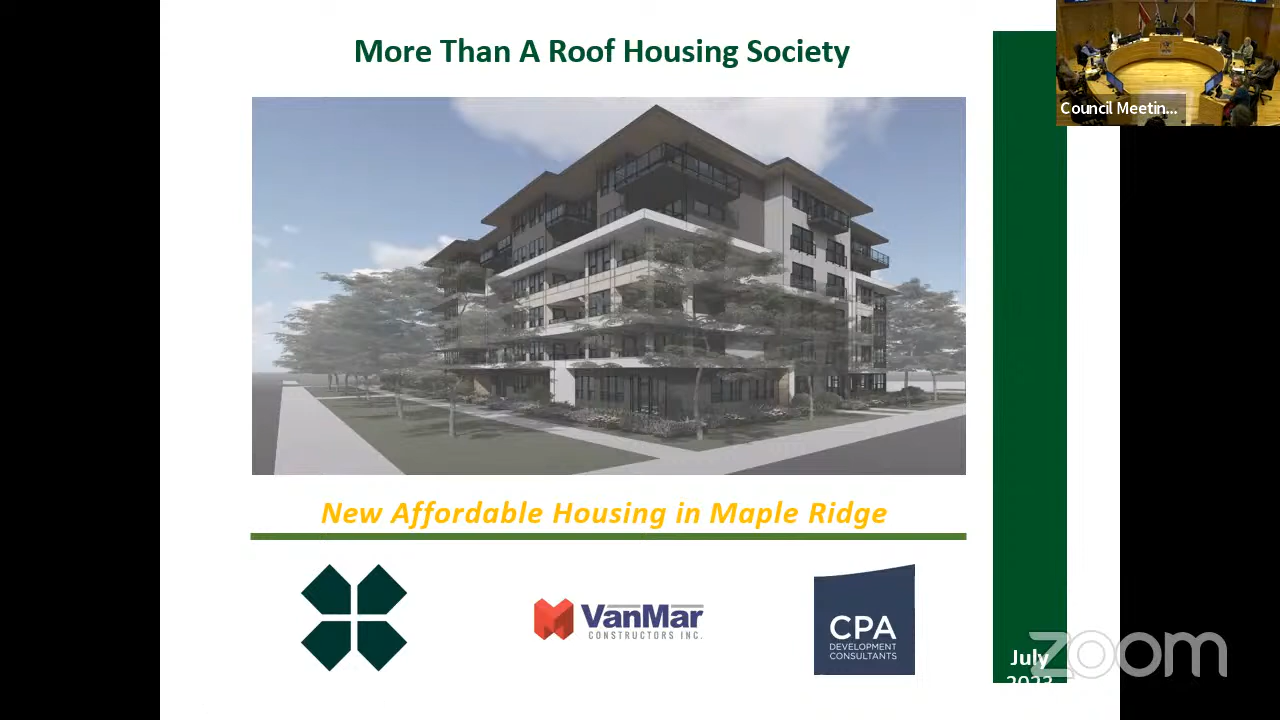 More Than A Roof Housing Society
Council Meetin...
New Affordable Housing in Maple Ridge
VanMar
CONSTRUCTORS INC.
CPA
DEVELOPMENT
CONSULTANTS
July
2023
zoom